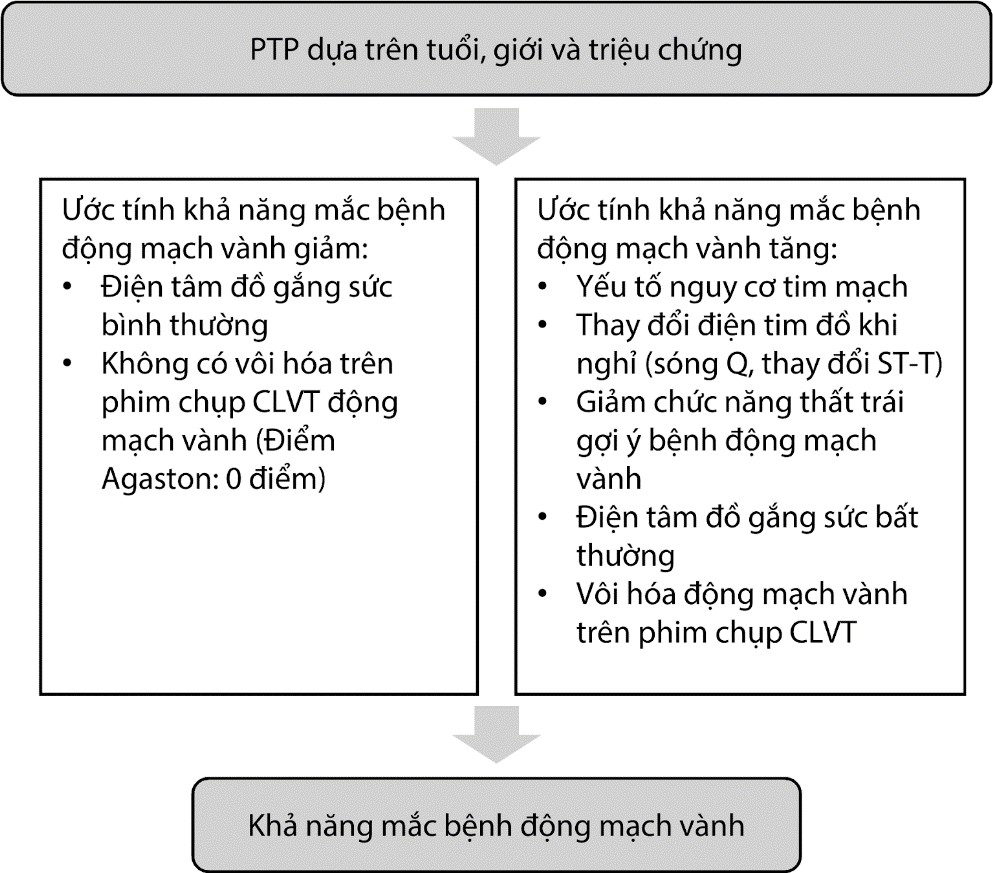 PTP dựa trên tuổi, giới và triệu chứng
Ước tính khả năng mắc bệnh
động mạch vành giảm:
• Điện tâm đồ gắng sức
bình thường
• Không có vôi hóa trên
phim chụp CLVT động
mạch vành (Điểm
Agaston: 0 điểm)
Ước tính khả năng mắc bệnh
động mạch vành tăng:
• Yếu tố nguy cơ tim mạch
• Thay đổi điện tim đồ khi
nghỉ (sóng Q, thay đổi ST-T)
• Giảm chức năng thất trái
gợi ý bệnh động mạch
vành
• Điện tâm đồ gắng sức bất
thường
• Vôi hóa động mạch vành
trên phim chụp CLVT
Khả năng mắc bệnh động mạch vành